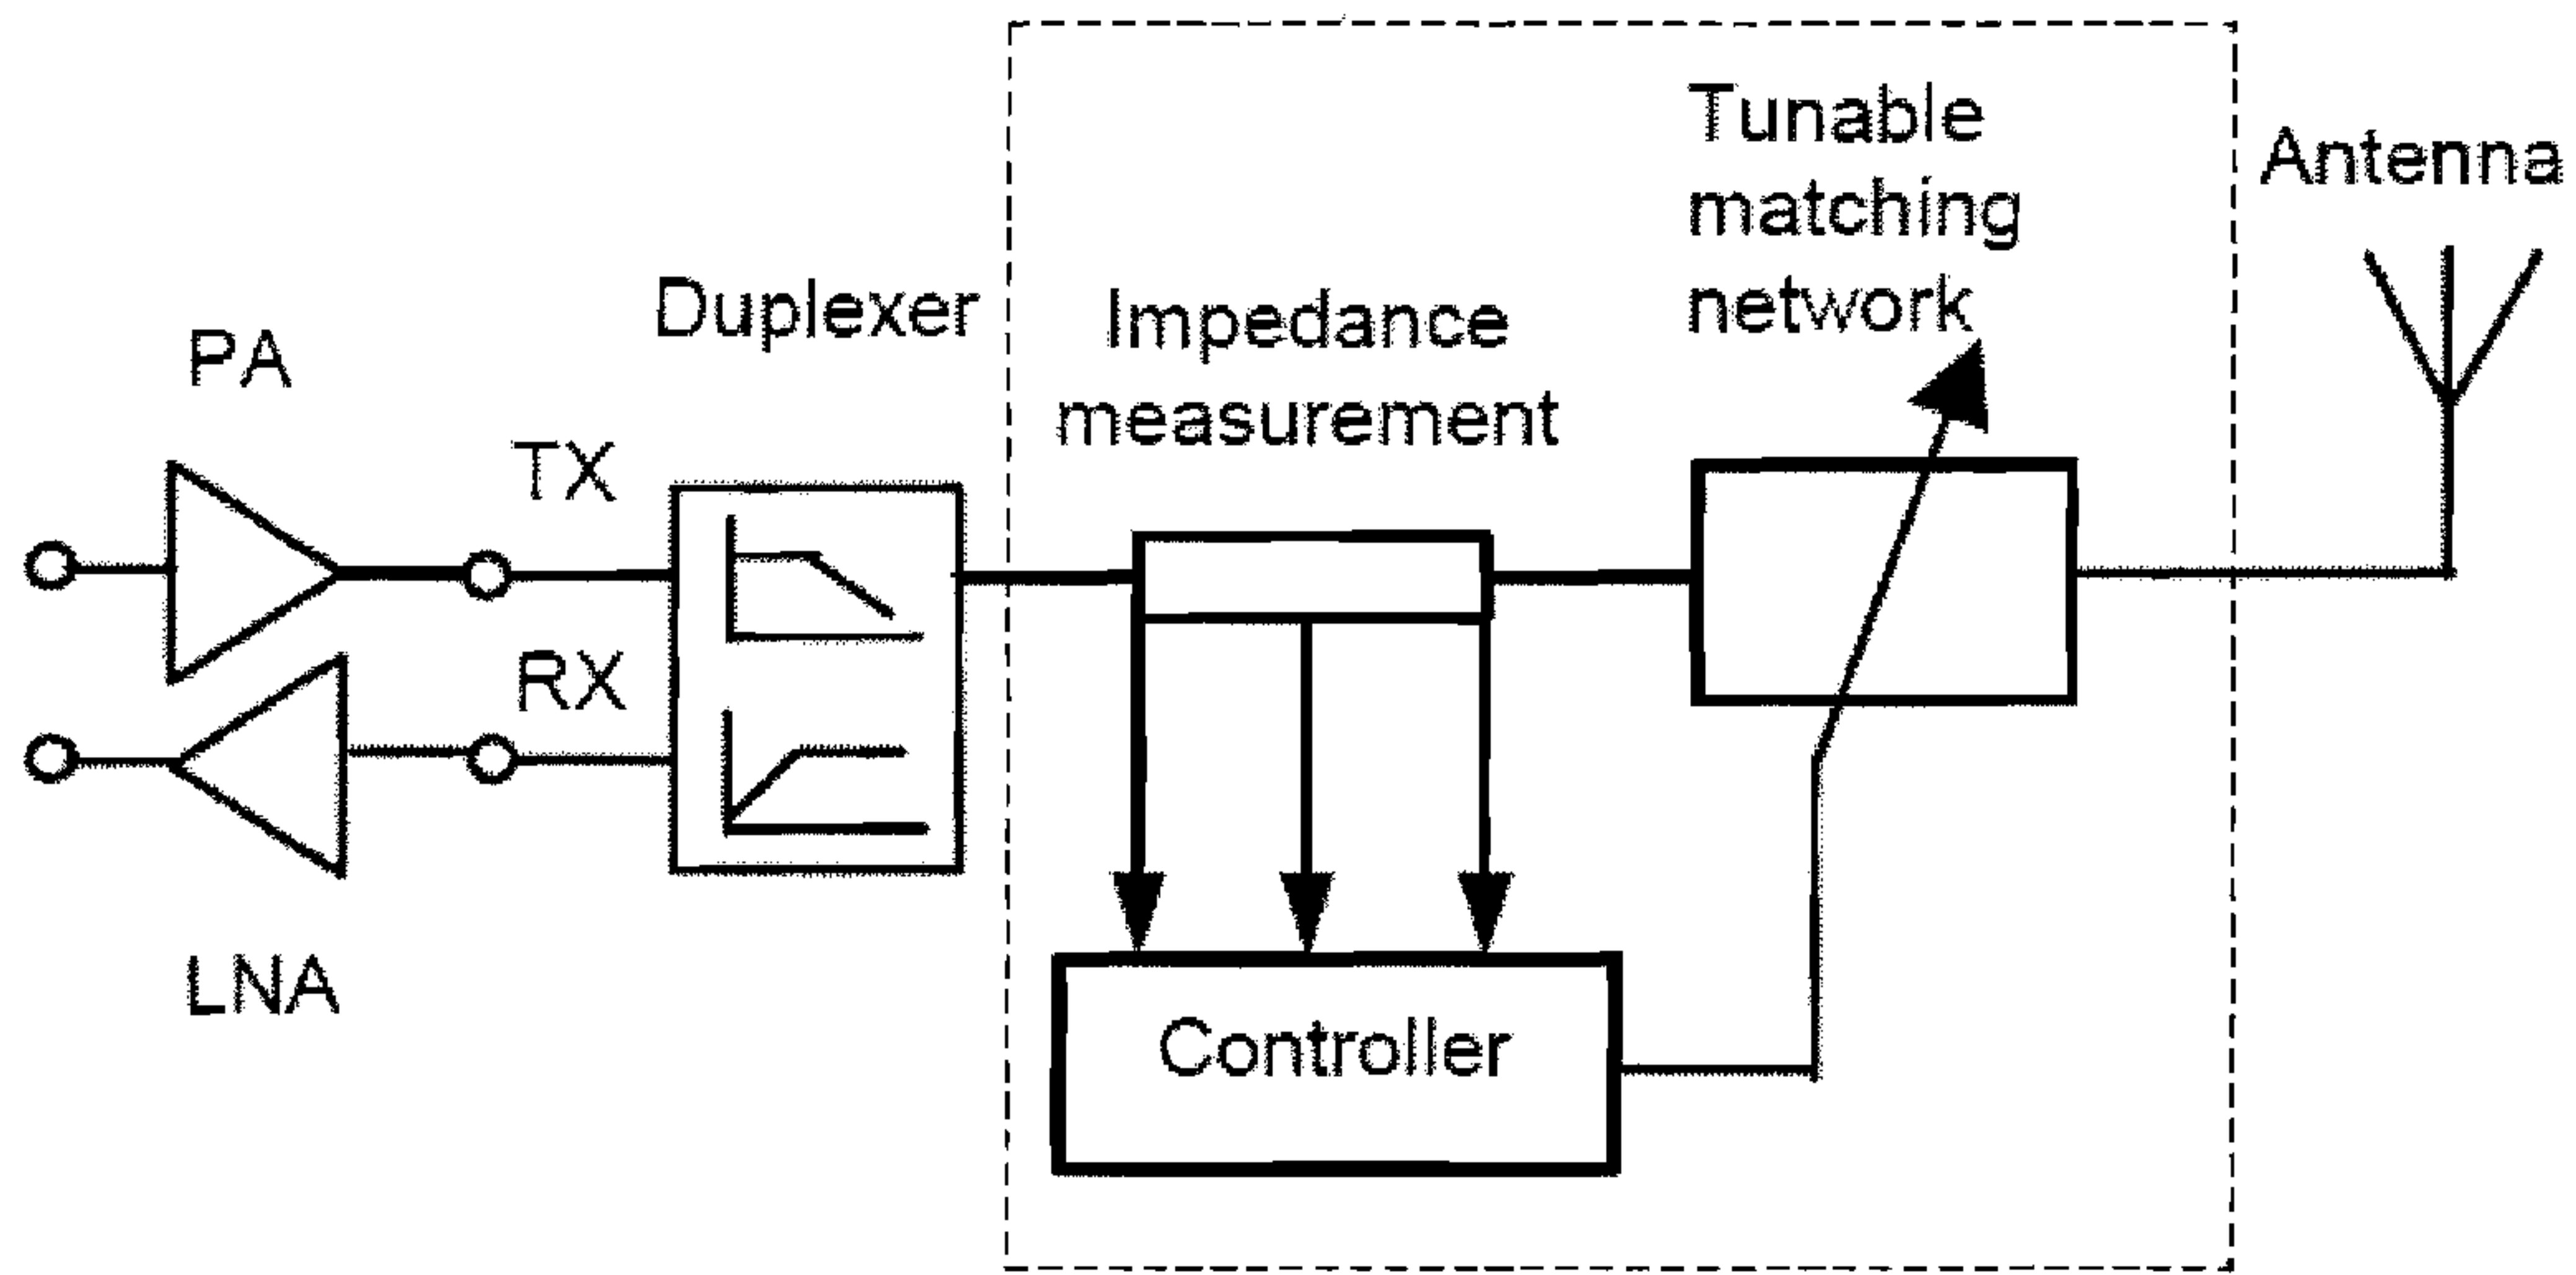 PA
TX
RX
LNA
Duplexer
Impedance
measurement
Tunable
matching
network
Controller
Antenna